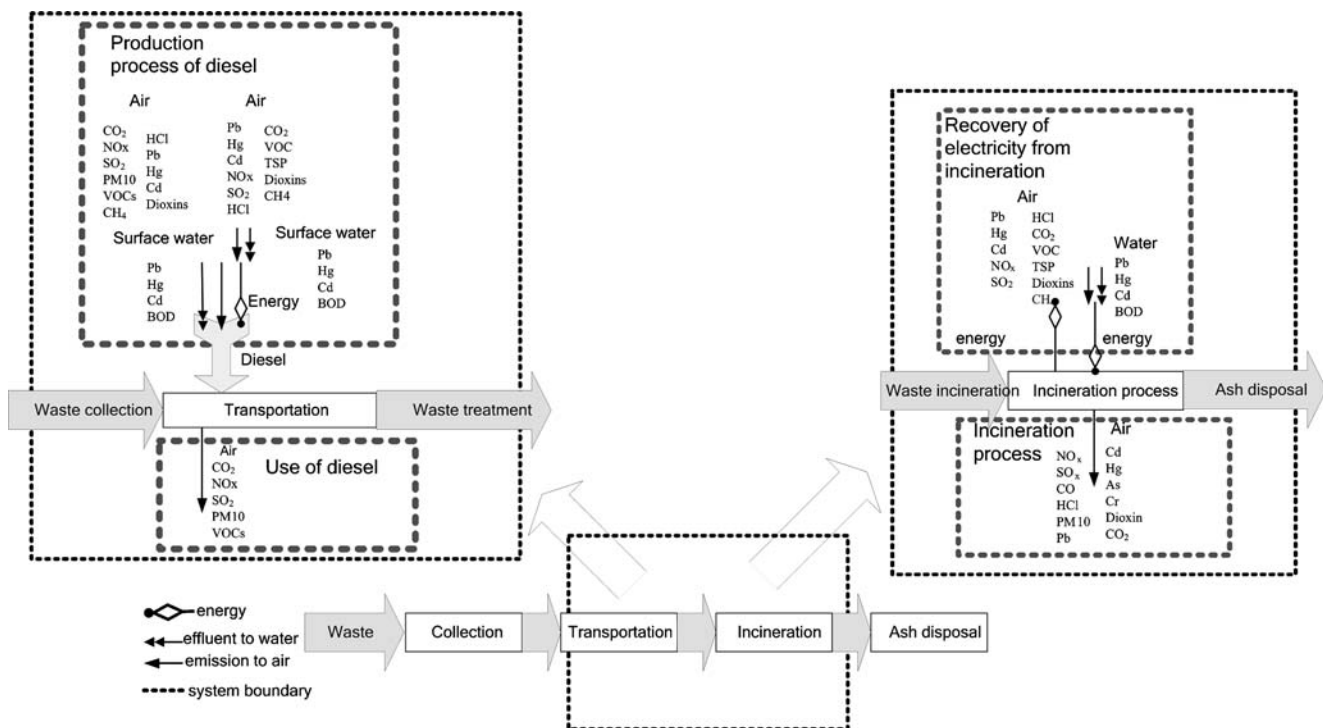 Production
process of diesel
Air
CO₂
NOx
SO₂
PM10
VOCs
CH₄
HCl
Pb
Hg
Cd
Dioxins
Air
Pb
Hg
Cd
NOx
SO₂
HCl
CO₂
VOC
TSP
Dioxins
CH4
Surface water
Pb
Hg
Cd
BOD
Surface water
Pb
Hg
Cd
BOD
Energy
Diesel
Waste collection
Transportation
Waste treatment
Air
CO₂
NOx
SO₂
PM10
VOCs
Use of diesel
Recovery of
electricity from
incineration
Air
Pb
Hg
Cd
NOₓ
SO₂
HCl
CO₂
VOC
TSP
Dioxins
Water
Pb
Hg
Cd
BOD
energy
energy
Waste incineration
Incineration process
Ash disposal
Incineration
process
Air
NOₓ
SOₓ
CO
HCl
PM10
Pb
Cd
Hg
As
Cr
Dioxin
CO₂
energy
effluent to water
emission to air
system boundary
Waste
Collection
Transportation
Incineration
Ash disposal